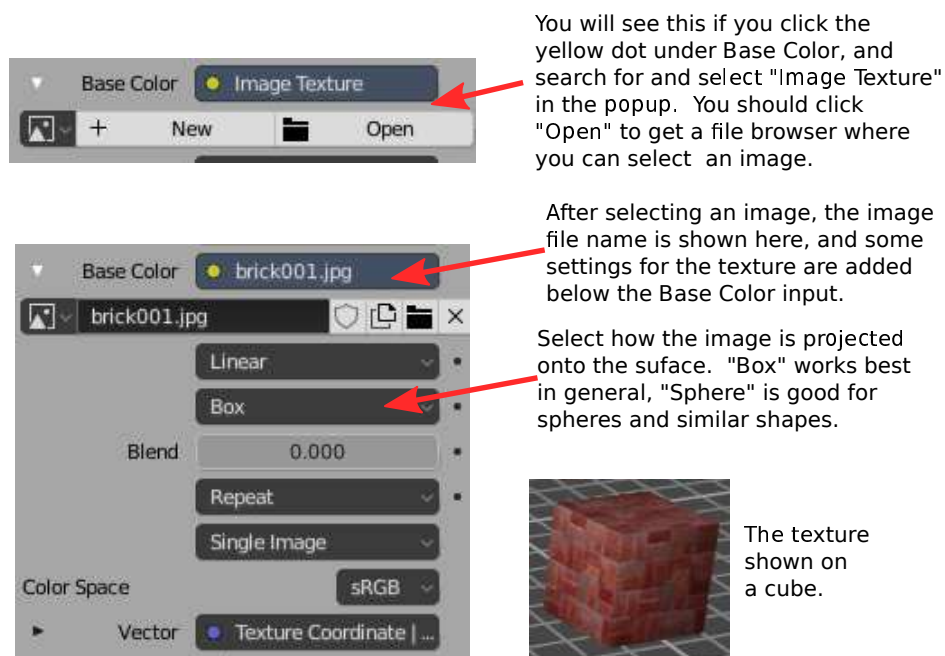 You will see this if you click the
yellow dot under Base Color, and
search for and select "Image Texture"
in the popup. You should click
"Open" to get a file browser where
you can select an image.
Base Color Image Texture
+ New Open
After selecting an image, the image
file name is shown here, and some
settings for the texture are added
below the Base Color input.
Base Color brick001.jpg
brick001.jpg
Select how the image is projected
onto the suface. "Box" works best
in general, "Sphere" is good for
spheres and similar shapes.
Linear
Box
Blend 0.000
Repeat
Single Image
Color Space sRGB
Vector Texture Coordinate | ...
The texture
shown on
a cube.